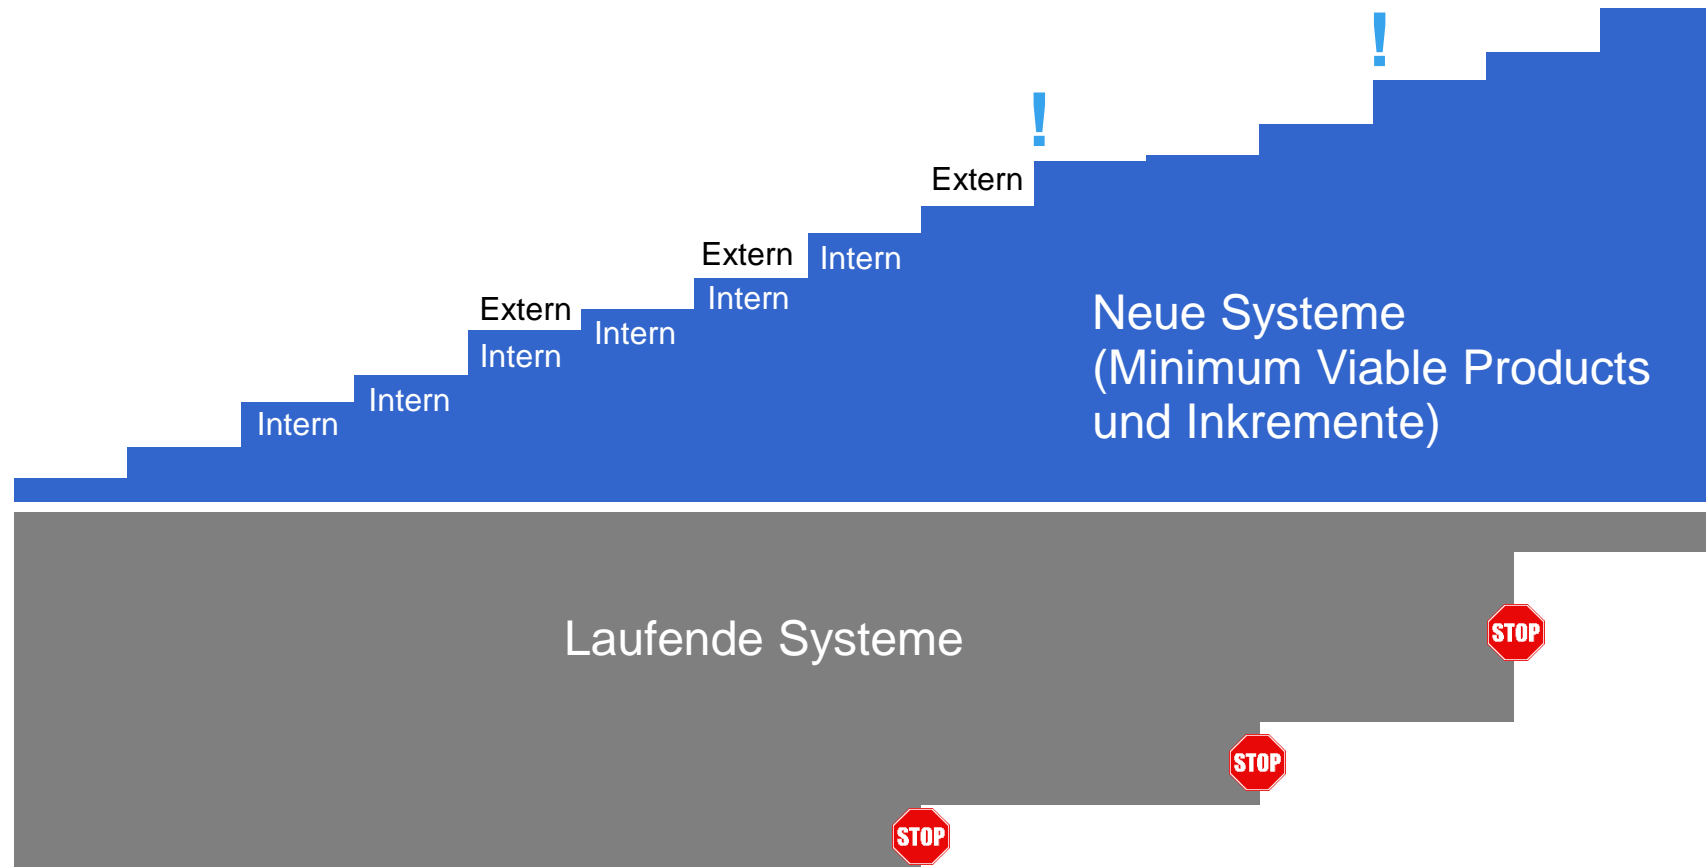 !
!
Extern
Extern
Intern
Extern
Intern
Intern
Intern
Intern
Intern
Neue Systeme
(Minimum Viable Products
und Inkremente)
Laufende Systeme
STOP
STOP
STOP